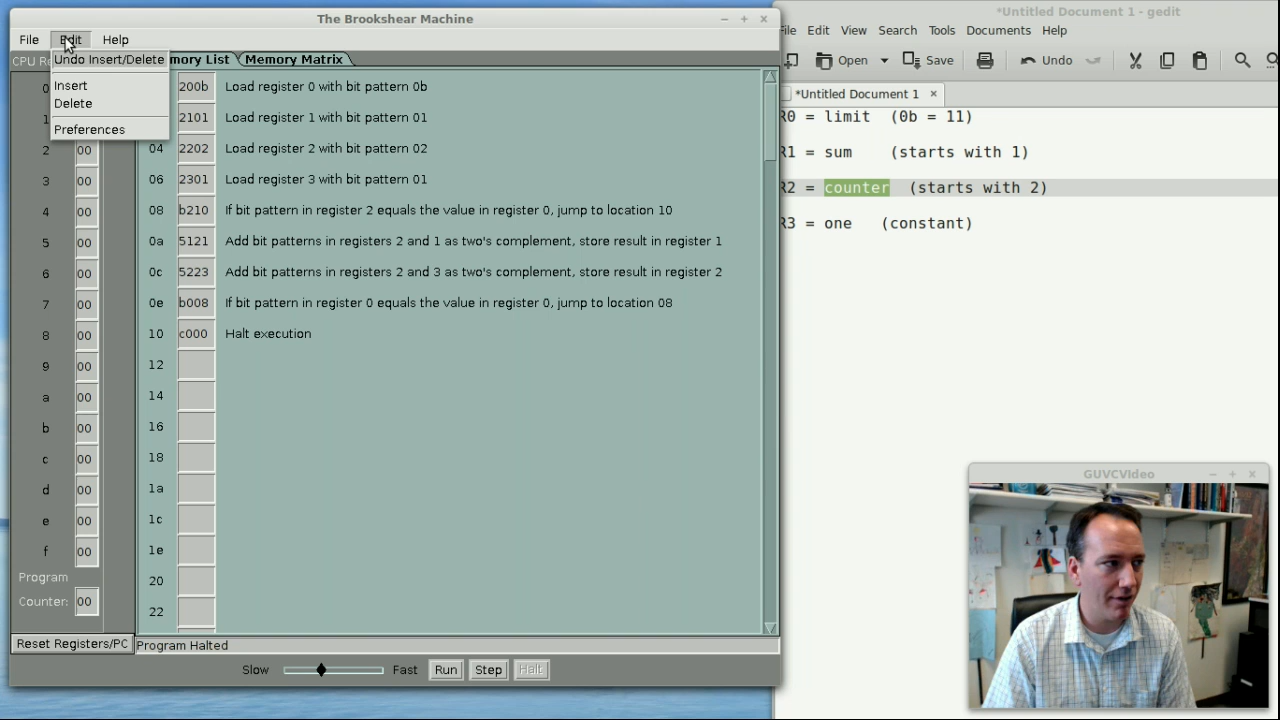 The Brookshear Machine
File Edit Help
Undo Insert/Delete
Insert
Delete
Preferences
CPU Re
mory List Memory Matrix
0
1
2 00
3 00
4 00
5 00
6 00
7 00
8 00
9 00
a 00
b 00
c 00
d 00
e 00
f 00
Program
Counter: 00
Reset Registers/PC
200b Load register 0 with bit pattern 0b
2101 Load register 1 with bit pattern 01
04 2202 Load register 2 with bit pattern 02
06 2301 Load register 3 with bit pattern 01
08 b210 If bit pattern in register 2 equals the value in register 0, jump to location 10
0a 5121 Add bit patterns in registers 2 and 1 as two's complement, store result in register 1
0c 5223 Add bit patterns in registers 2 and 3 as two's complement, store result in register 2
0e b008 If bit pattern in register 0 equals the value in register 0, jump to location 08
10 c000 Halt execution
12
14
16
18
1a
1c
1e
20
22
Program Halted
Slow Fast Run Step Halt
*Untitled Document 1 - gedit
ile Edit View Search Tools Documents Help
Open Save Undo
*Untitled Document 1 ×
R0 = limit (0b = 11)
R1 = sum (starts with 1)
R2 = counter (starts with 2)
R3 = one (constant)
GUVCVIdeo